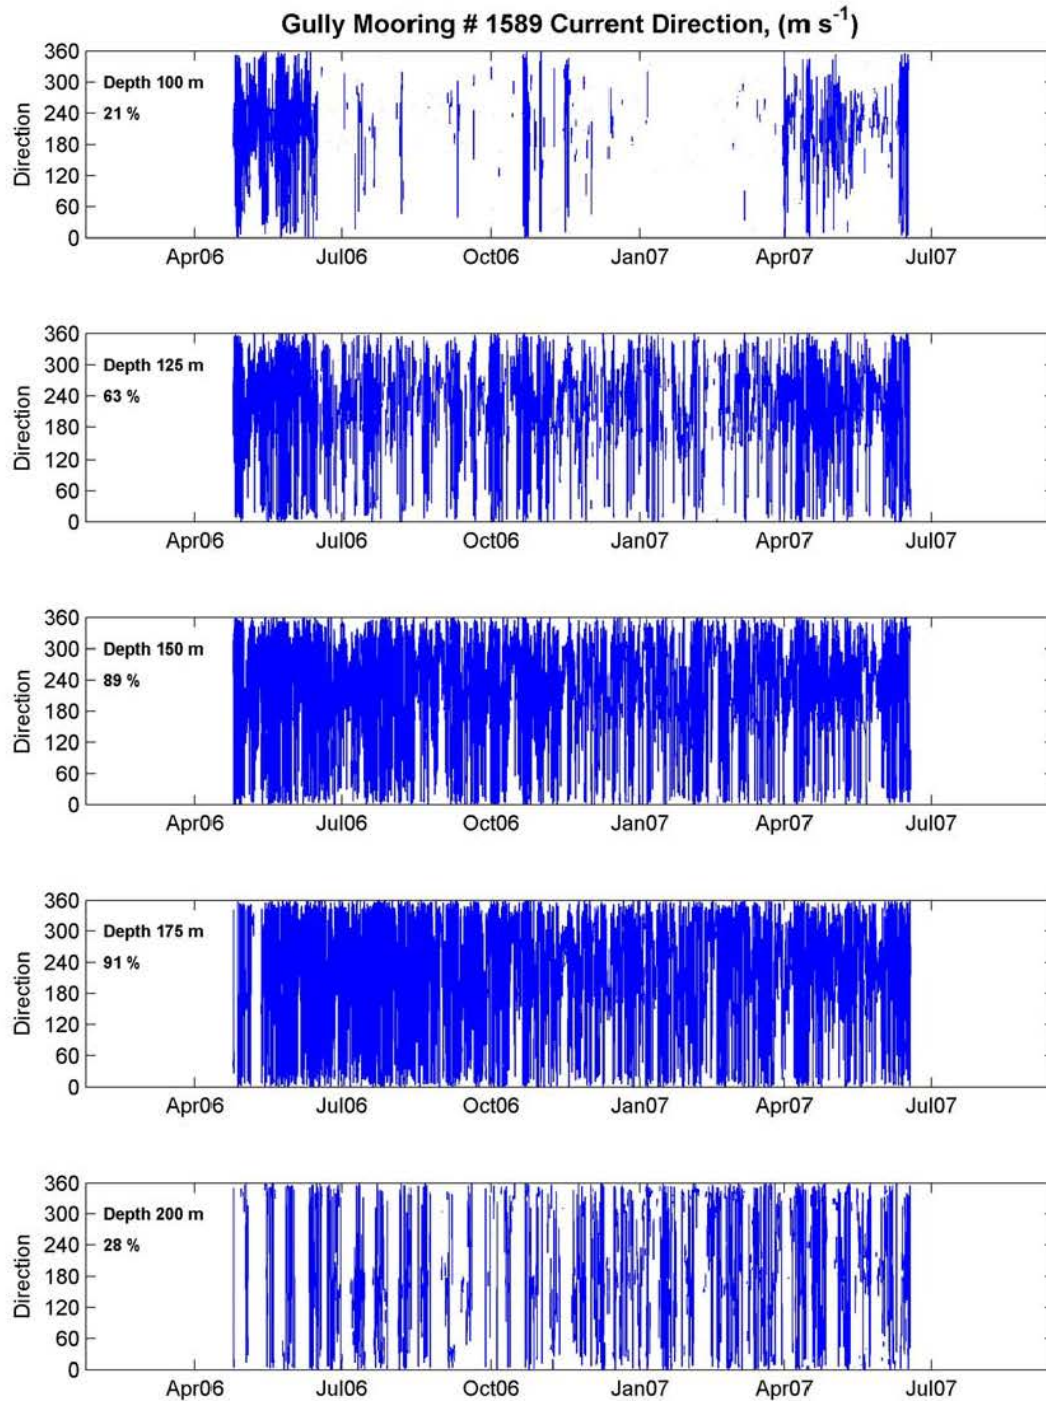 Gully Mooring # 1589 Current Direction, (m s⁻¹)
360
300
240
180
120
60
0
Direction
Depth 100 m
21 %
Apr06 Jul06 Oct06 Jan07 Apr07 Jul07
360
300
240
180
120
60
0
Direction
Depth 125 m
63 %
Apr06 Jul06 Oct06 Jan07 Apr07 Jul07
360
300
240
180
120
60
0
Direction
Depth 150 m
89 %
Apr06 Jul06 Oct06 Jan07 Apr07 Jul07
360
300
240
180
120
60
0
Direction
Depth 175 m
91 %
Apr06 Jul06 Oct06 Jan07 Apr07 Jul07
360
300
240
180
120
60
0
Direction
Depth 200 m
28 %
Apr06 Jul06 Oct06 Jan07 Apr07 Jul07